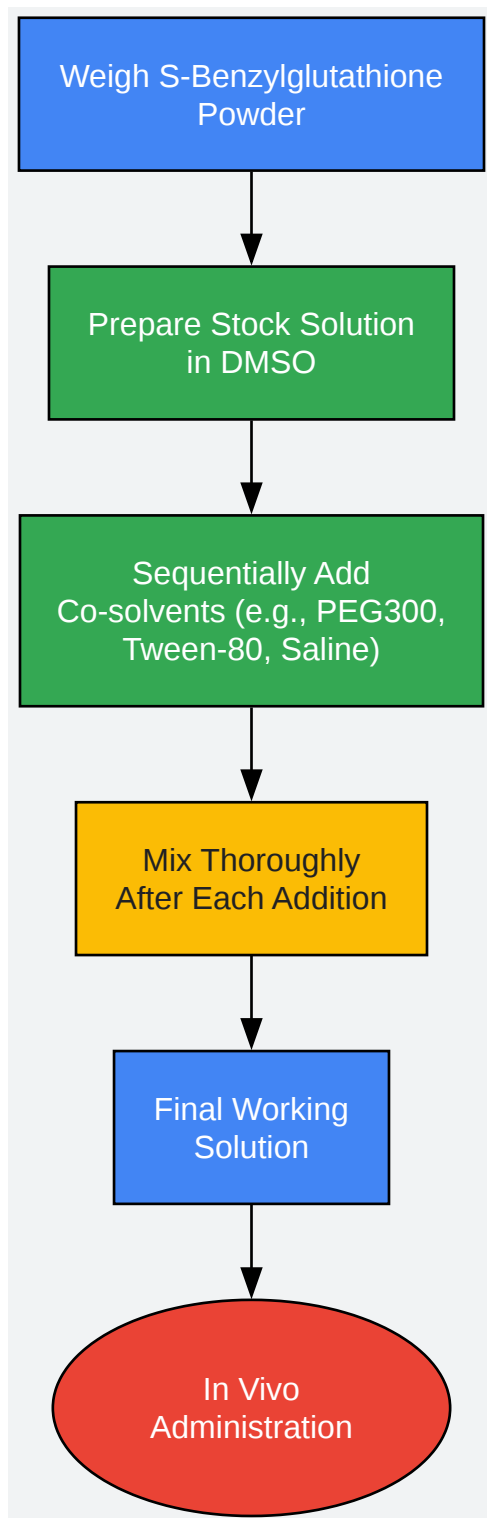 Weigh S-Benzylglutathione
Powder
Prepare Stock Solution
in DMSO
Sequentially Add
Co-solvents (e.g., PEG300,
Tween-80, Saline)
Mix Thoroughly
After Each Addition
Final Working
Solution
In Vivo
Administration